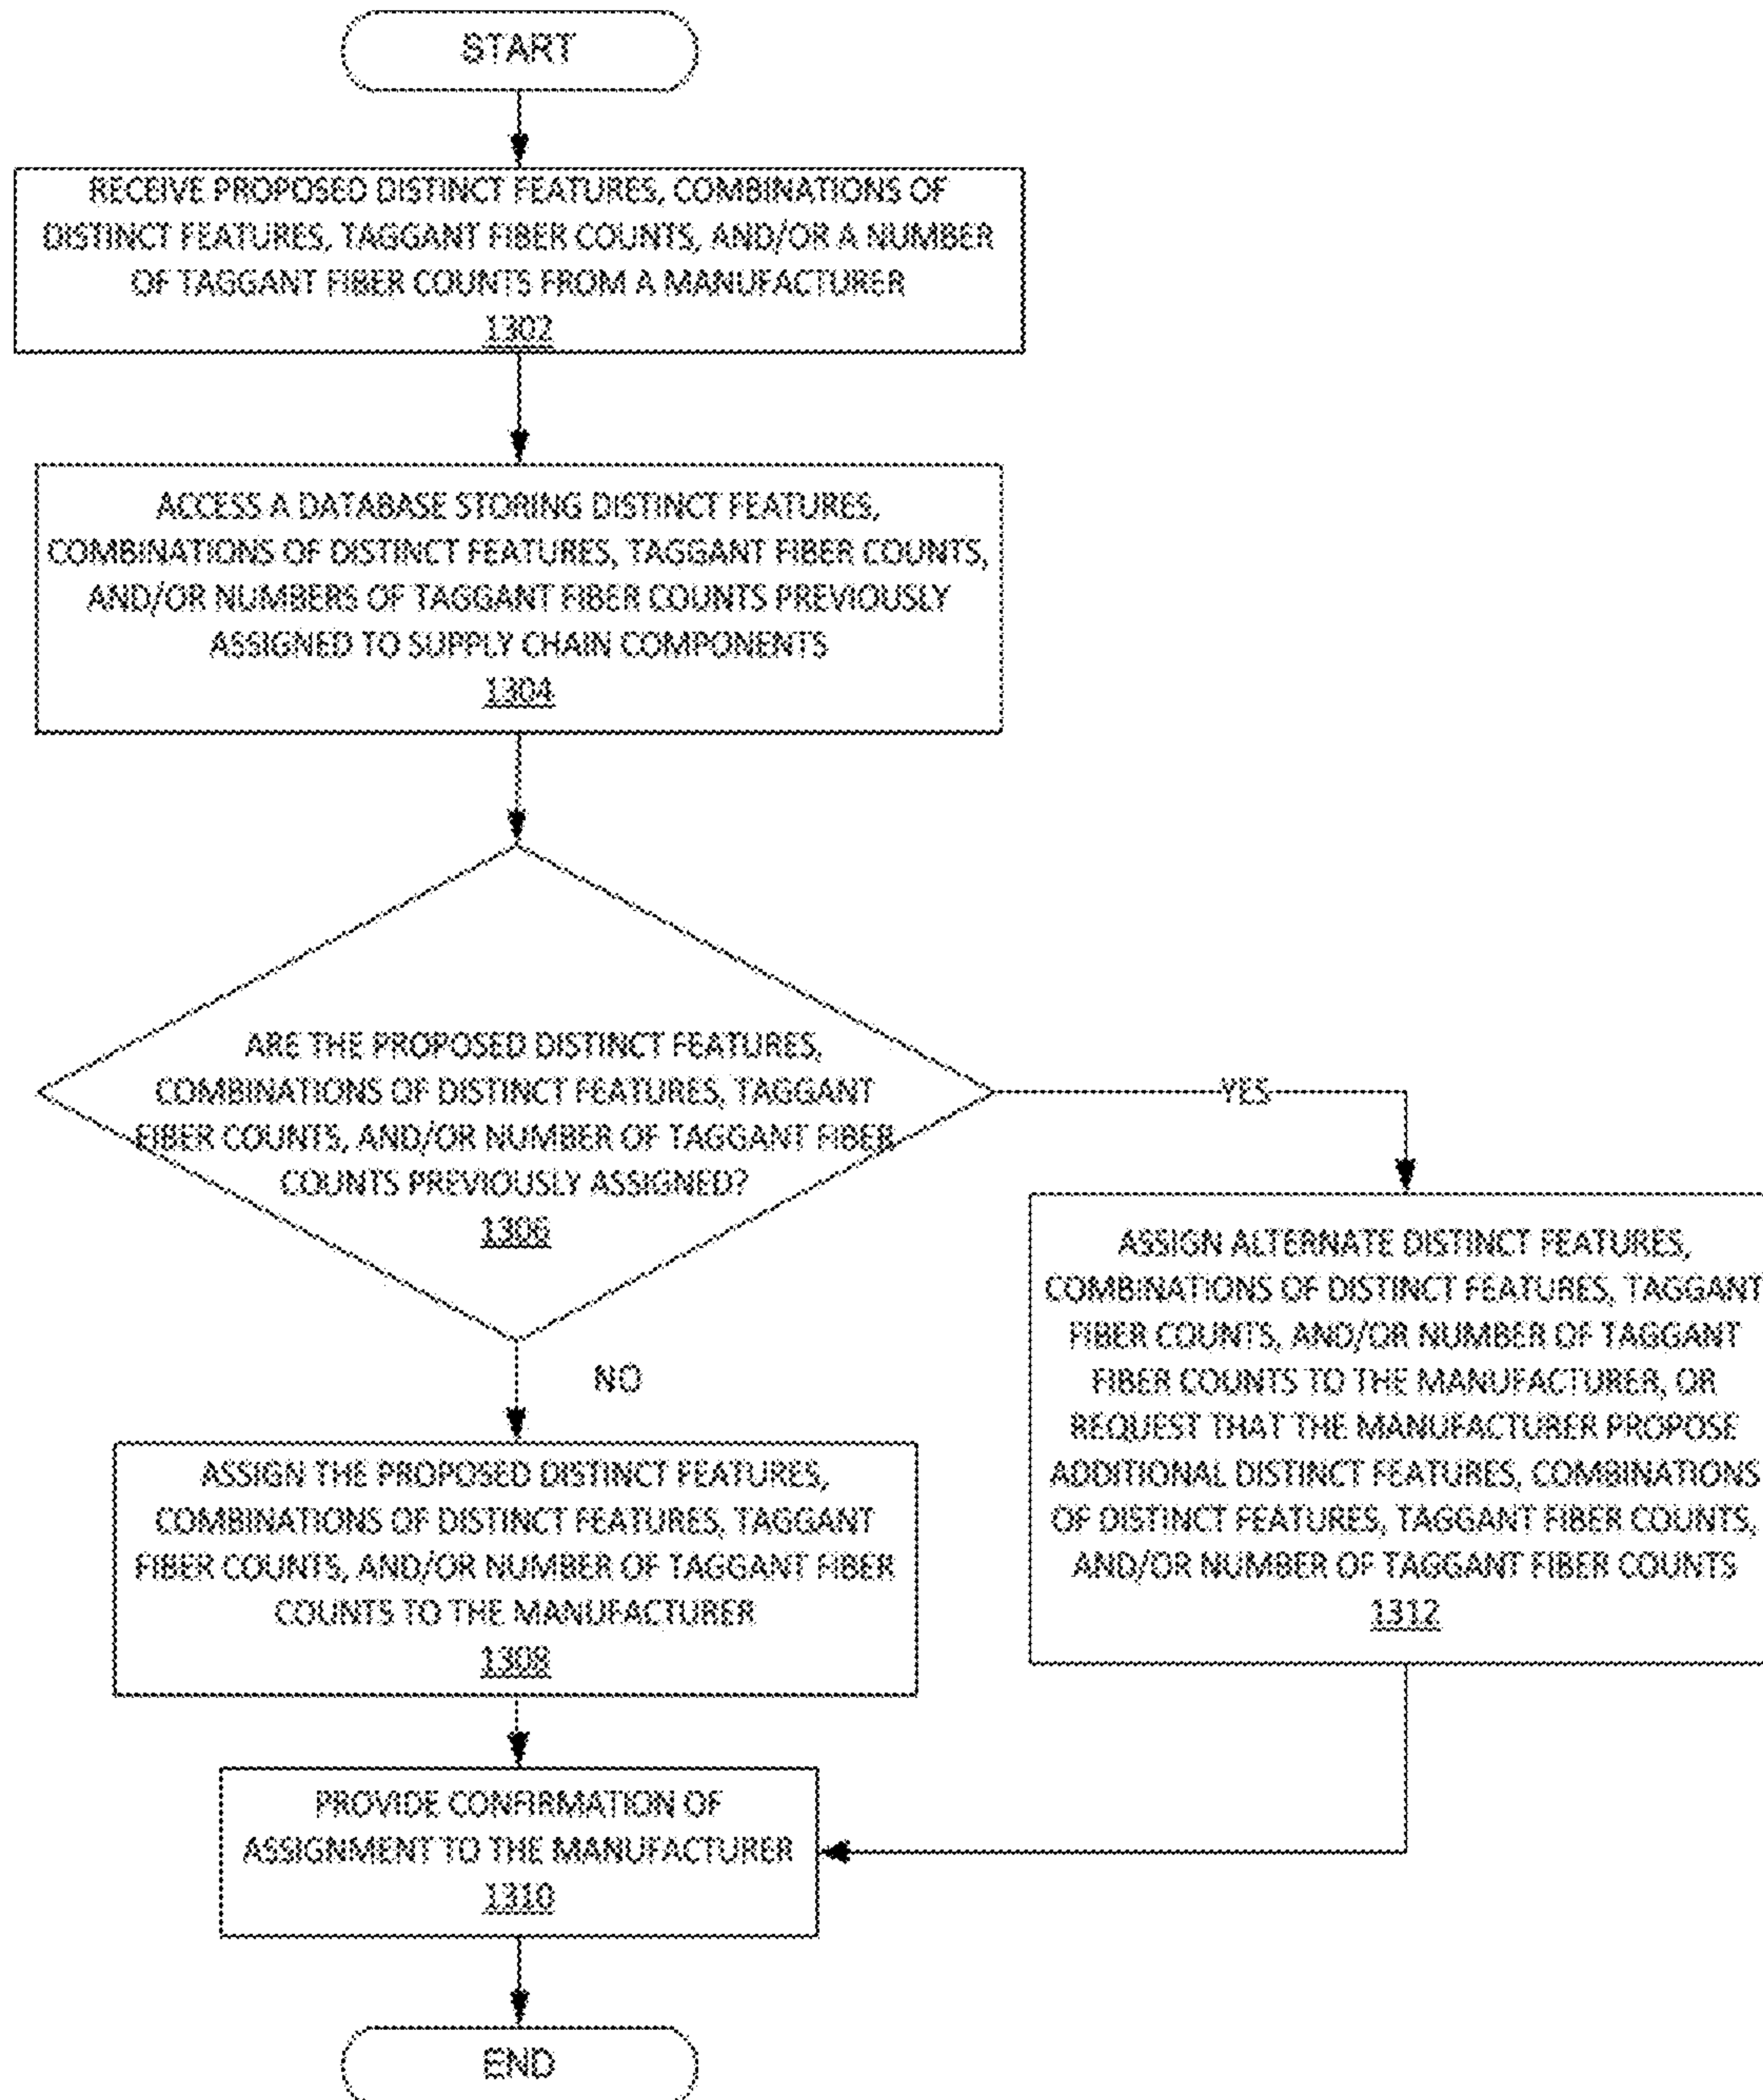 START
RECEIVE PROPOSED DISTINCT FEATURES, COMBINATIONS OF
DISTINCT FEATURES, TAGGANT FIBER COUNTS, AND/OR A NUMBER
OF TAGGANT FIBER COUNTS FROM A MANUFACTURER
1302
ACCESS A DATABASE STORING DISTINCT FEATURES,
COMBINATIONS OF DISTINCT FEATURES, TAGGANT FIBER COUNTS,
AND/OR NUMBERS OF TAGGANT FIBER COUNTS PREVIOUSLY
ASSIGNED TO SUPPLY CHAIN COMPONENTS
1304
ARE THE PROPOSED DISTINCT FEATURES,
COMBINATIONS OF DISTINCT FEATURES, TAGGANT
FIBER COUNTS, AND/OR NUMBER OF TAGGANT FIBER
COUNTS PREVIOUSLY ASSIGNED?
1306
YES
ASSIGN ALTERNATE DISTINCT FEATURES,
COMBINATIONS OF DISTINCT FEATURES, TAGGANT
FIBER COUNTS, AND/OR NUMBER OF TAGGANT
FIBER COUNTS TO THE MANUFACTURER, OR
REQUEST THAT THE MANUFACTURER PROPOSE
ADDITIONAL DISTINCT FEATURES, COMBINATIONS
OF DISTINCT FEATURES, TAGGANT FIBER COUNTS,
AND/OR NUMBER OF TAGGANT FIBER COUNTS
1312
NO
ASSIGN THE PROPOSED DISTINCT FEATURES,
COMBINATIONS OF DISTINCT FEATURES, TAGGANT
FIBER COUNTS, AND/OR NUMBER OF TAGGANT FIBER
COUNTS TO THE MANUFACTURER
1308
PROVIDE CONFIRMATION OF
ASSIGNMENT TO THE MANUFACTURER
1310
END